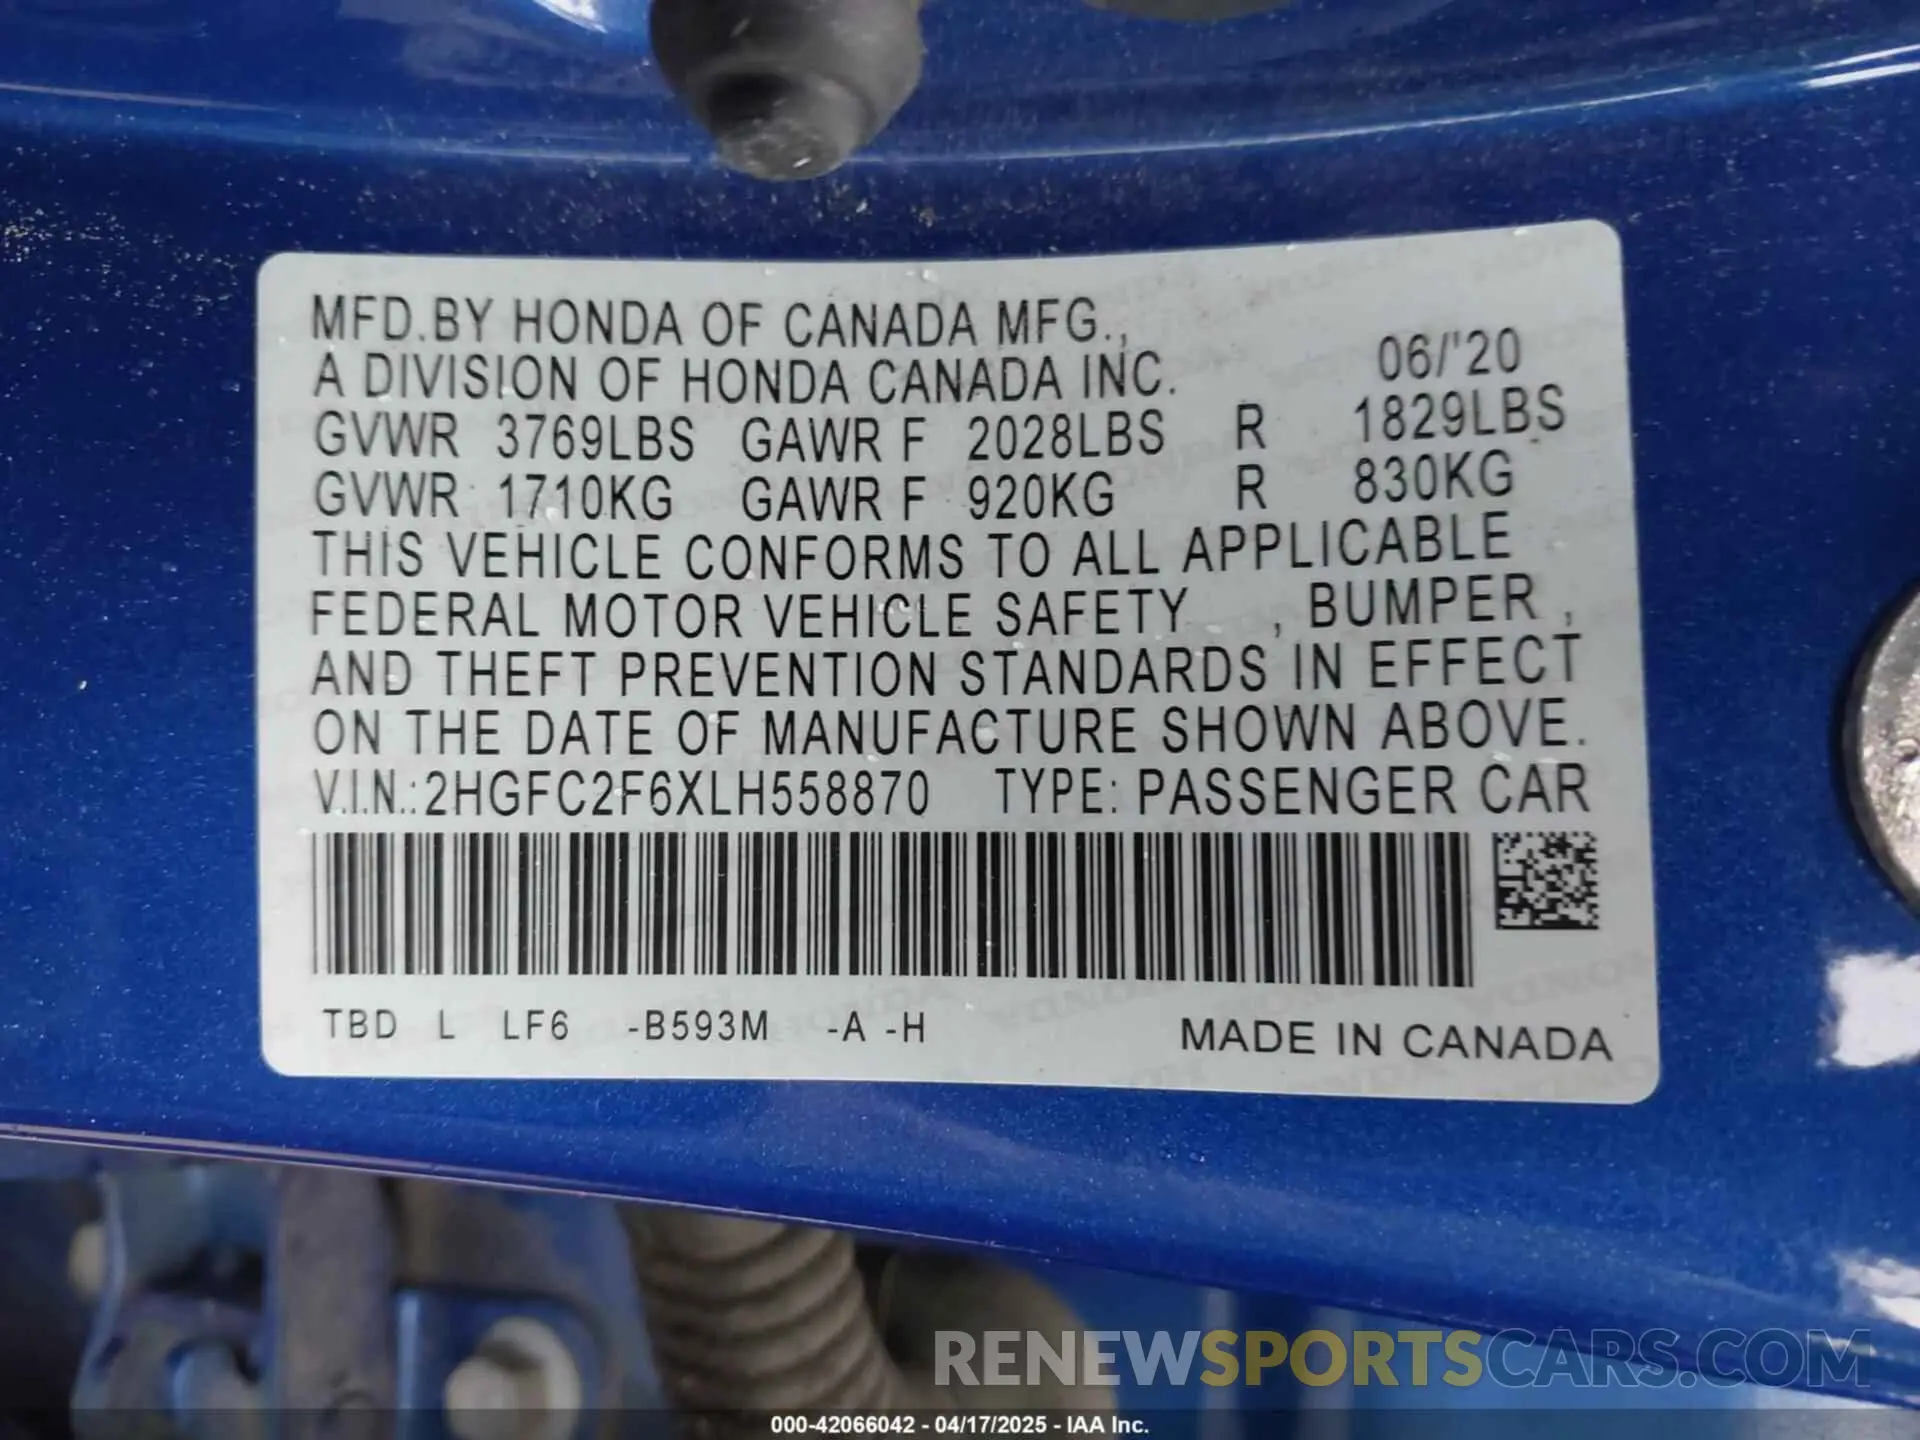 MFD.BY HONDA OF CANADA MFG.,
A DIVISION OF HONDA CANADA INC. 06/'20
GVWR 3769LBS GAWR F 2028LBS R 1829LBS
GVWR 1710KG GAWR F 920KG R 830KG
THIS VEHICLE CONFORMS TO ALL APPLICABLE
FEDERAL MOTOR VEHICLE SAFETY , BUMPER ,
AND THEFT PREVENTION STANDARDS IN EFFECT
ON THE DATE OF MANUFACTURE SHOWN ABOVE.
V.I.N.:2HGFC2F6XLH558870 TYPE: PASSENGER CAR
TBD L LF6 -B593M -A -H MADE IN CANADA
RENEWSPORTSCARS.COM
000-42066042 - 04/17/2025 - IAA Inc.